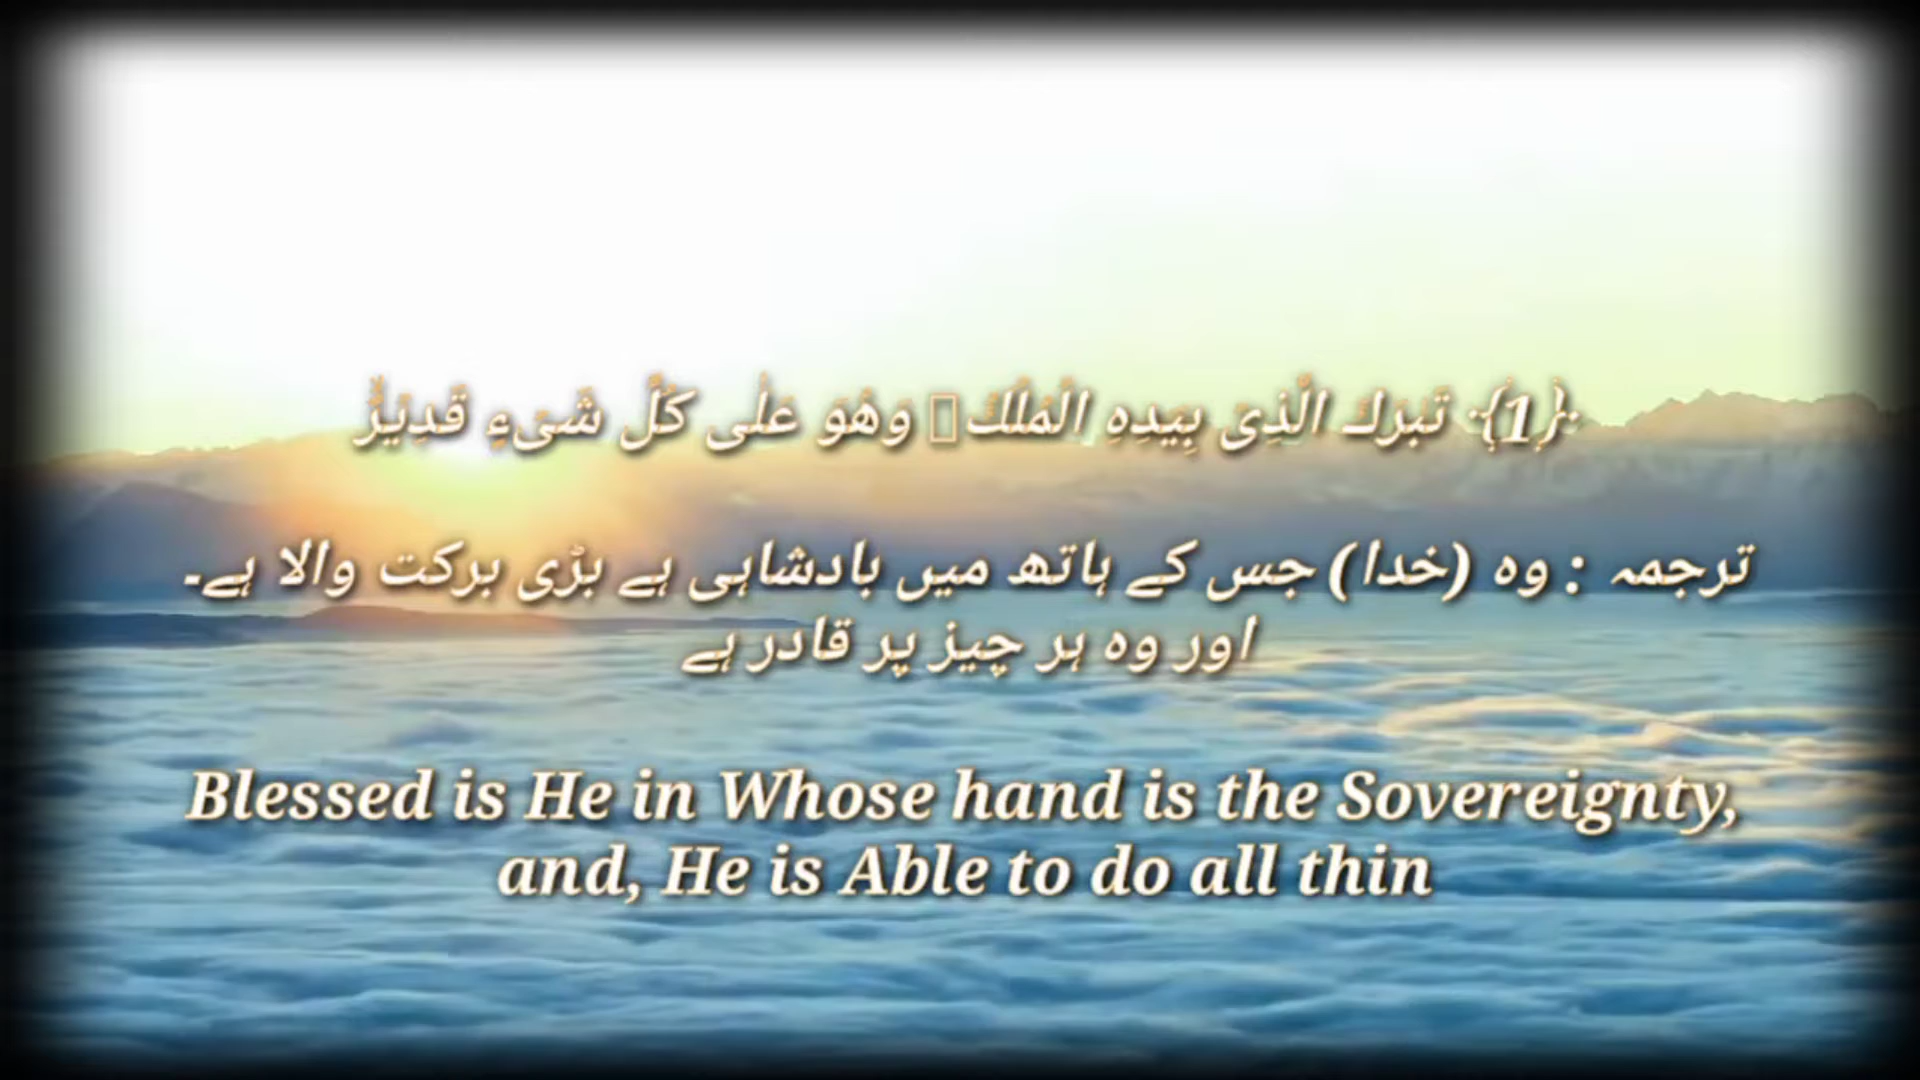 {1} تَبٰرَكَ الَّذِىۡ بِيَدِهِ الۡمُلۡكُ▯ وَهُوَ عَلٰى كُلِّ شَىۡءٍ قَدِيۡرٌۙ
ترجمہ : وہ (خدا) جس کے ہاتھ میں بادشاہی ہے بڑی برکت والا ہے۔
اور وہ ہر چیز پر قادر ہے
Blessed is He in Whose hand is the Sovereignty,
and, He is Able to do all thin